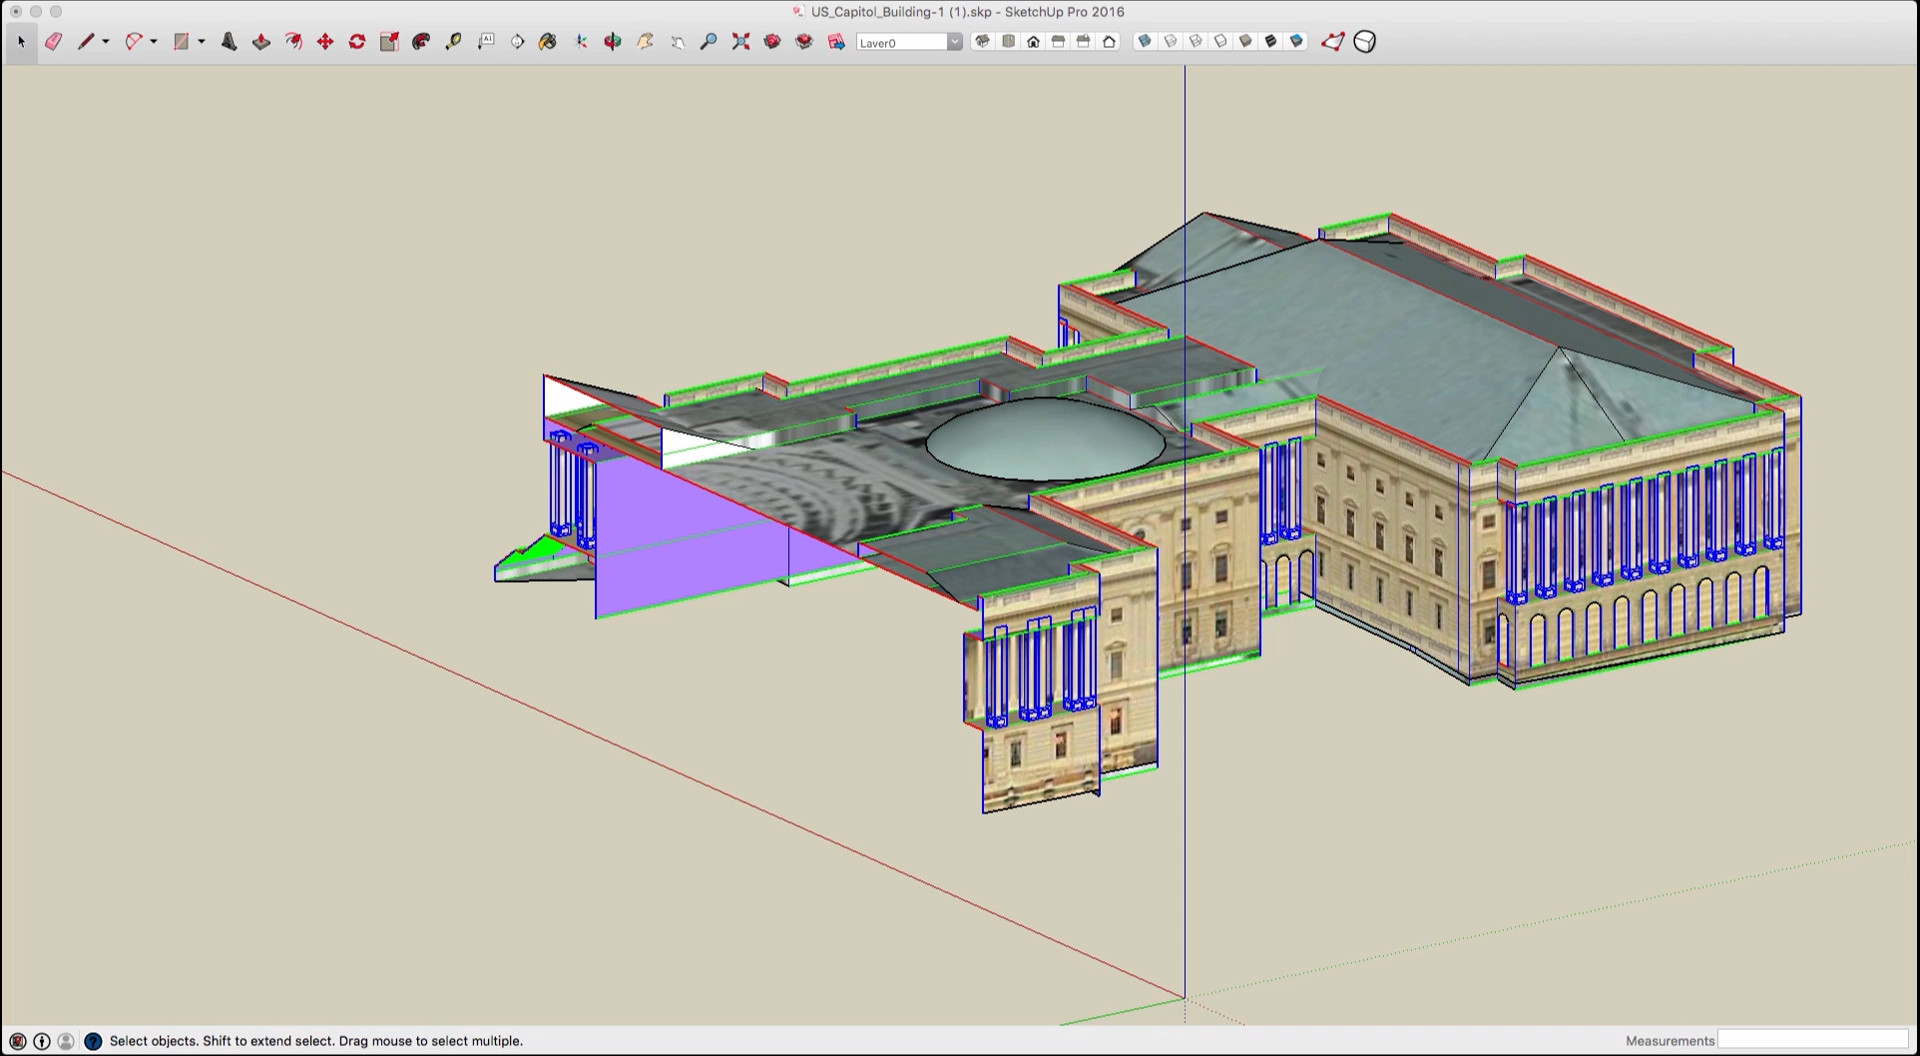 US_Capitol_Building-1 (1).skp - SketchUp Pro 2016
A1
Layer0
Select objects. Shift to extend select. Drag mouse to select multiple.
Measurements